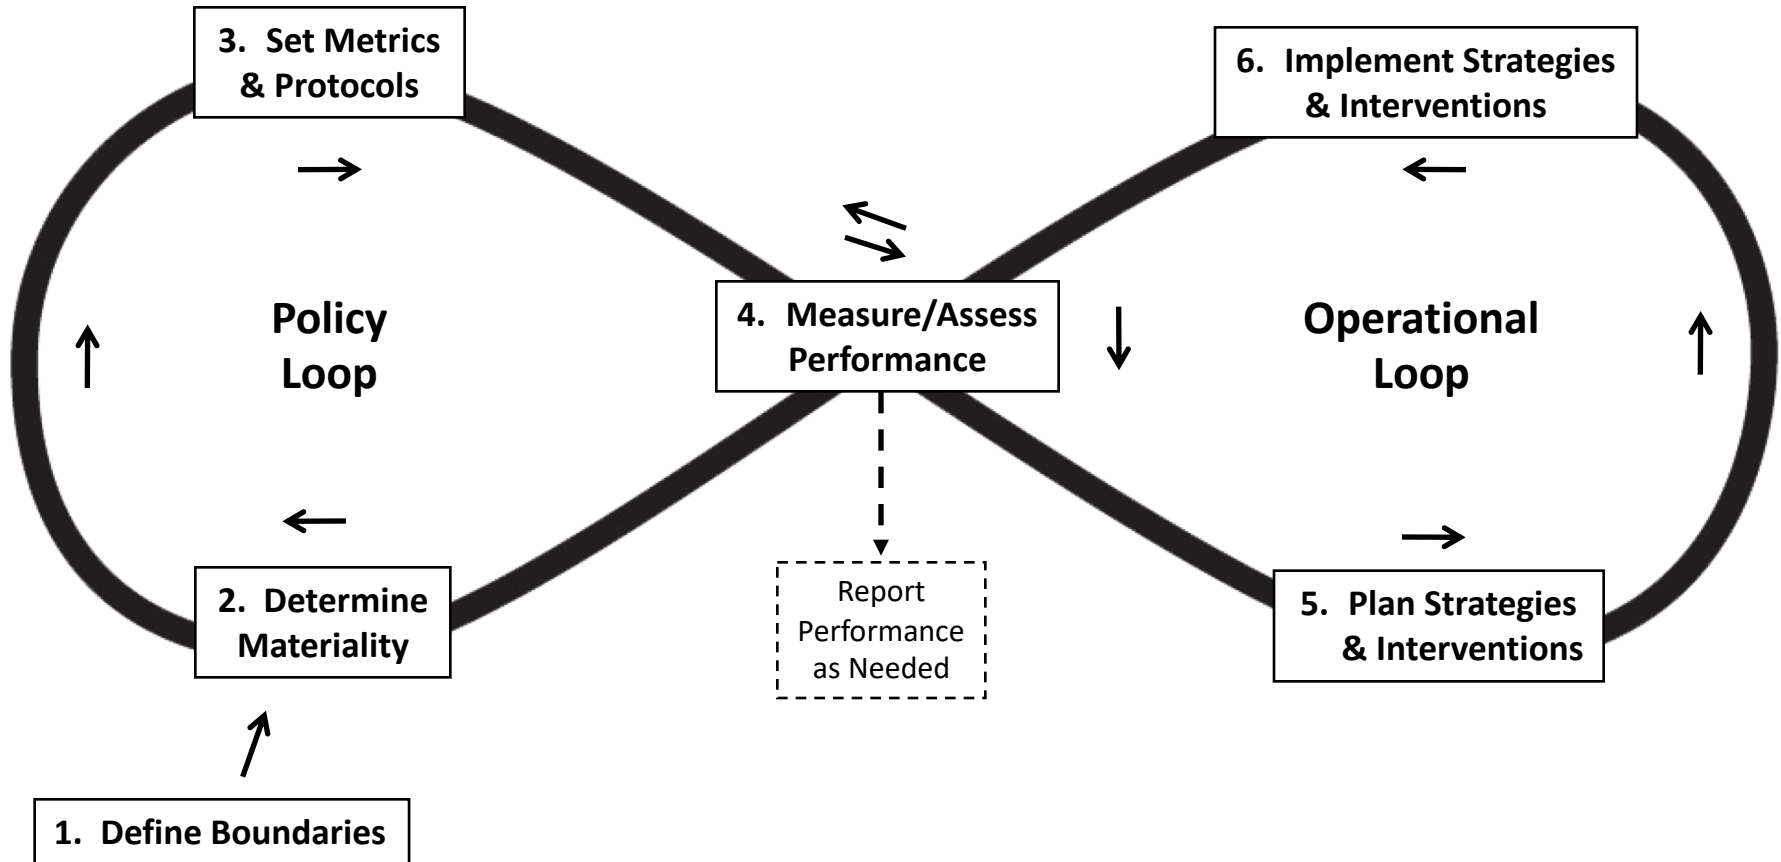 3. Set Metrics
& Protocols
6. Implement Strategies
& Interventions
Policy
Loop
4. Measure/Assess
Performance
Operational
Loop
2. Determine
Materiality
Report
Performance
as Needed
5. Plan Strategies
& Interventions
1. Define Boundaries